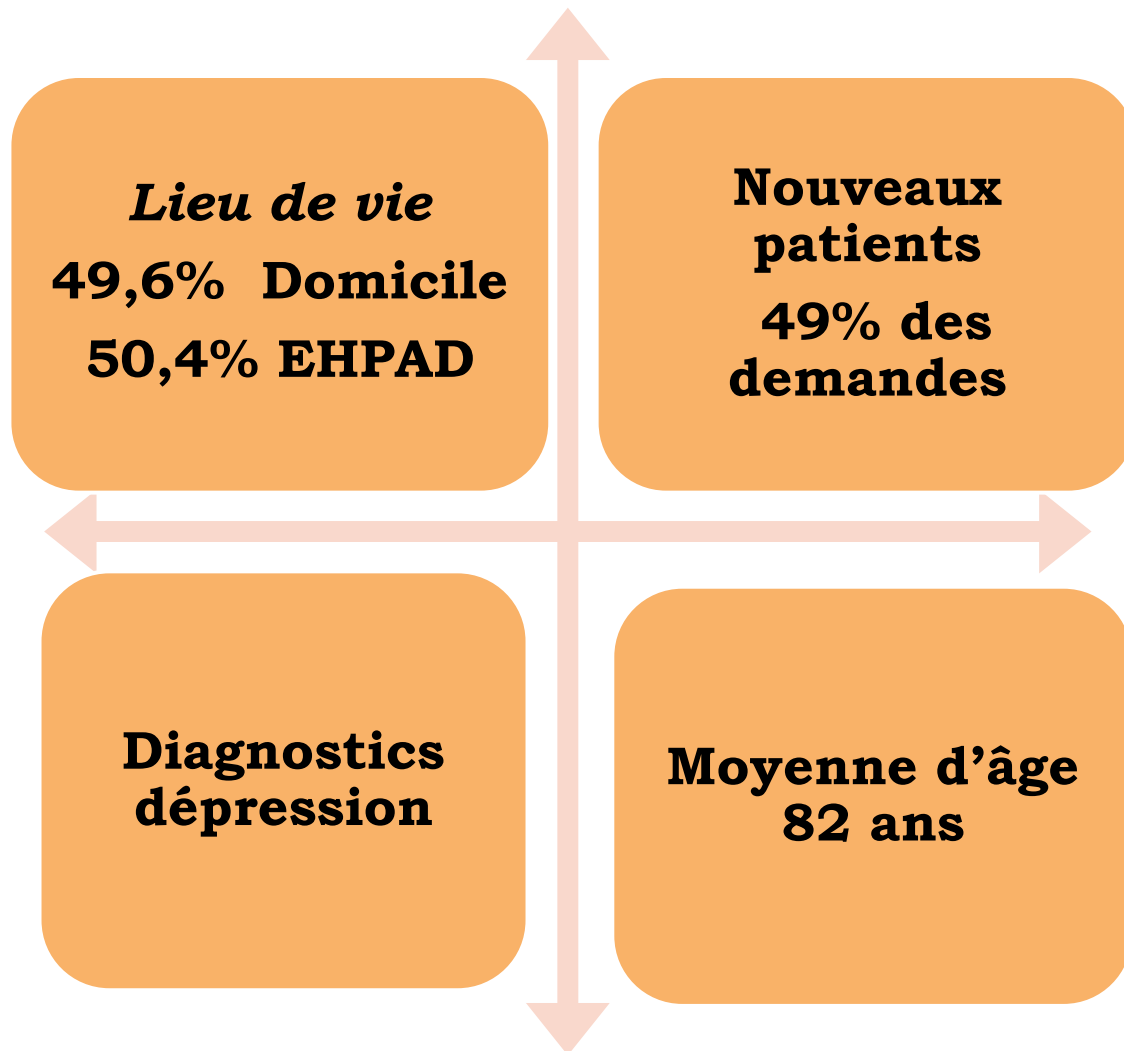 Lieu de vie
49,6% Domicile
50,4% EHPAD
Nouveaux
patients
49% des
demandes
Diagnostics
dépression
Moyenne d’âge
82 ans